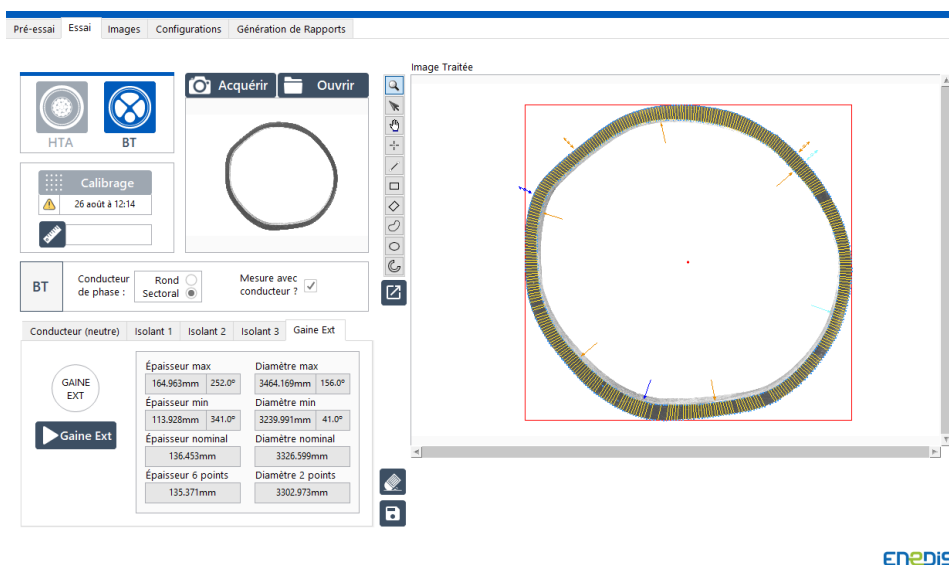 Pré-essai Essai Images Configurations Génération de Rapports
Image Traitée
Acquérir Ouvrir
HTA BT
Calibrage
26 août à 12:14
BT
Conducteur de phase :
Rond
Sectoral
Mesure avec conducteur ?
Conducteur (neutre) Isolant 1 Isolant 2 Isolant 3 Gaine Ext
GAINE
EXT
Gaine Ext
Épaisseur max Diamètre max
164.963mm 252.0° 3464.169mm 156.0°
Épaisseur min Diamètre min
113.928mm 341.0° 3239.991mm 41.0°
Épaisseur nominal Diamètre nominal
136.453mm 3326.599mm
Épaisseur 6 points Diamètre 2 points
135.371mm 3302.973mm
ENEDIS